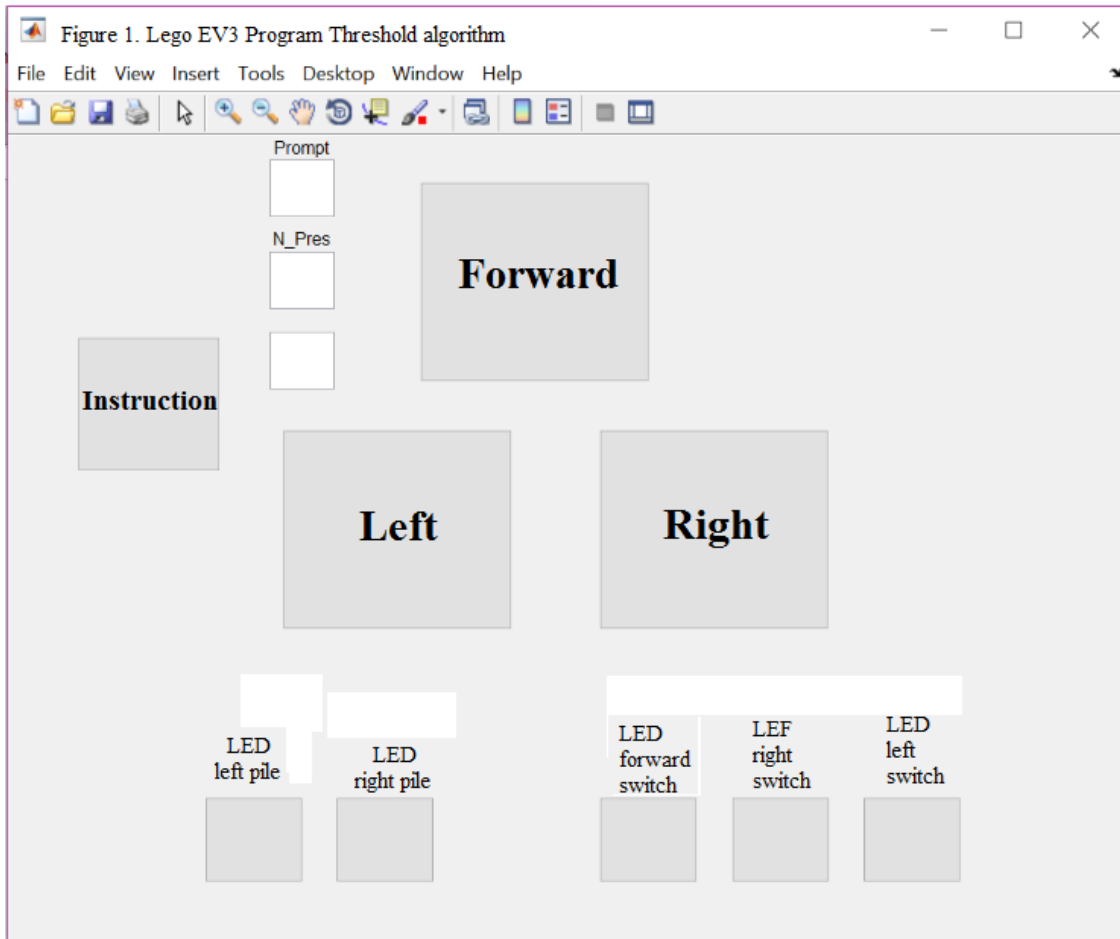 Figure 1. Lego EV3 Program Threshold algorithm
File Edit View Insert Tools Desktop Window Help
Prompt
N_Pres
Forward
Instruction
Left
Right
LED
left pile
LED
right pile
LED
forward
switch
LEF
right
switch
LED
left
switch